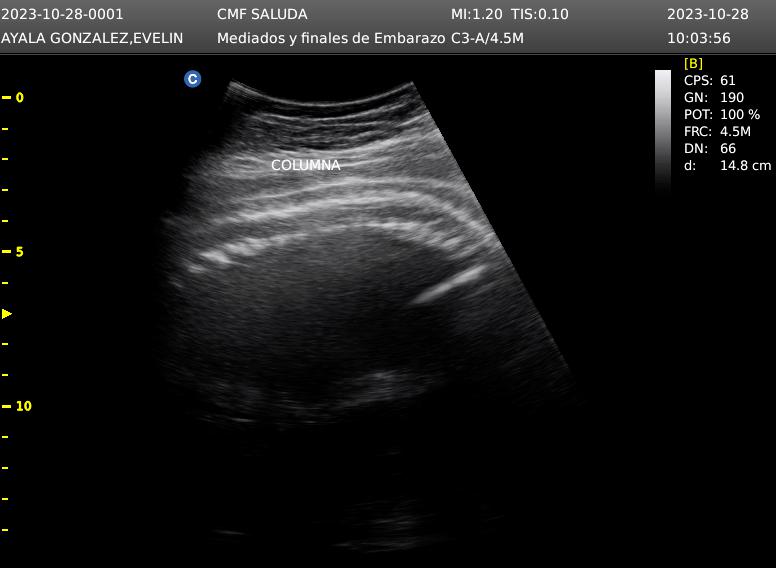 2023-10-28-0001 CMF SALUDA MI:1.20 TIS:0.10 2023-10-28
AYALA GONZALEZ,EVELIN Mediados y finales de Embarazo C3-A/4.5M 10:03:56
[B]
C
CPS: 61
0
GN: 190
POT: 100 %
FRC: 4.5M
DN: 66
COLUMNA
d: 14.8 cm
5
10